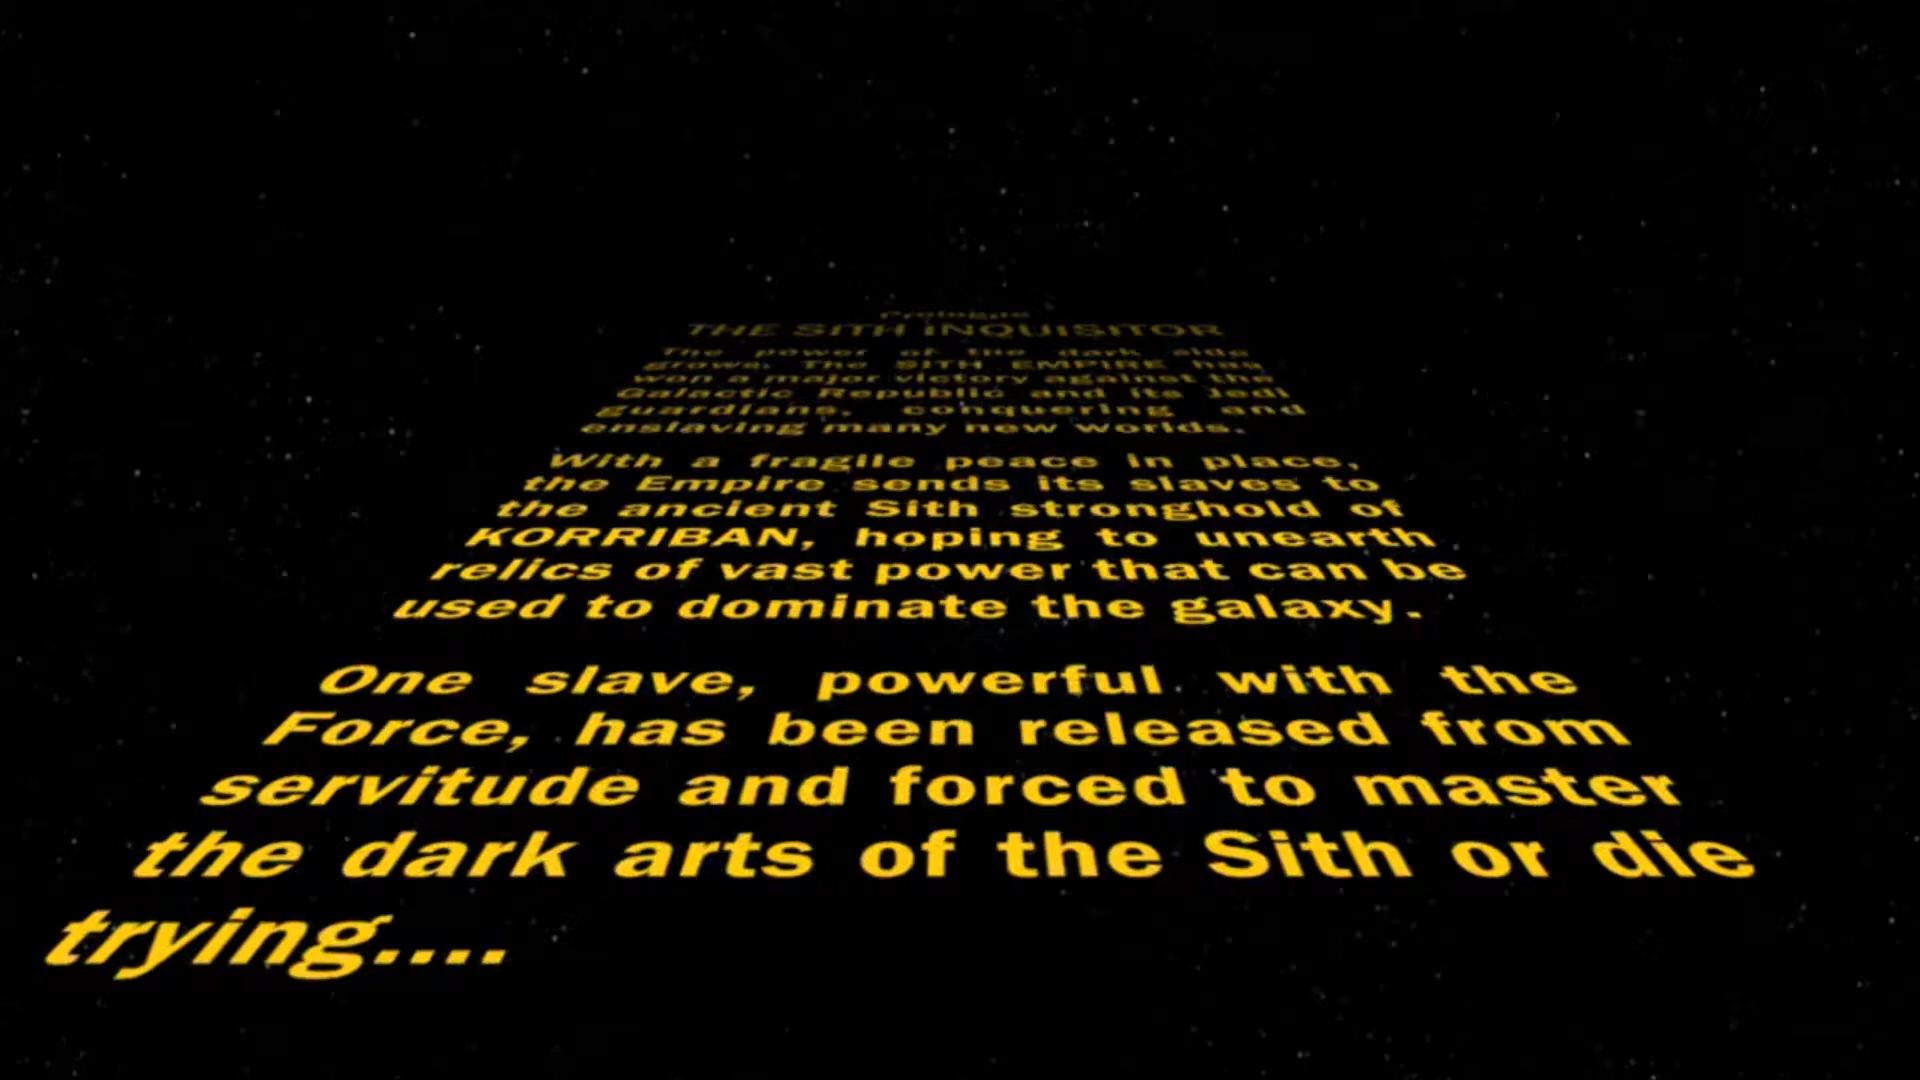 Prologue
THE SITH INQUISITOR
The power of the dark side
grows. The SITH EMPIRE has
won a major victory against the
Galactic Republic and its Jedi
guardians, conquering and
enslaving many new worlds.
With a fragile peace in place,
the Empire sends its slaves to
the ancient Sith stronghold of
KORRIBAN, hoping to unearth
relics of vast power that can be
used to dominate the galaxy.
One slave, powerful with the
Force, has been released from
servitude and forced to master
the dark arts of the Sith or die
trying....